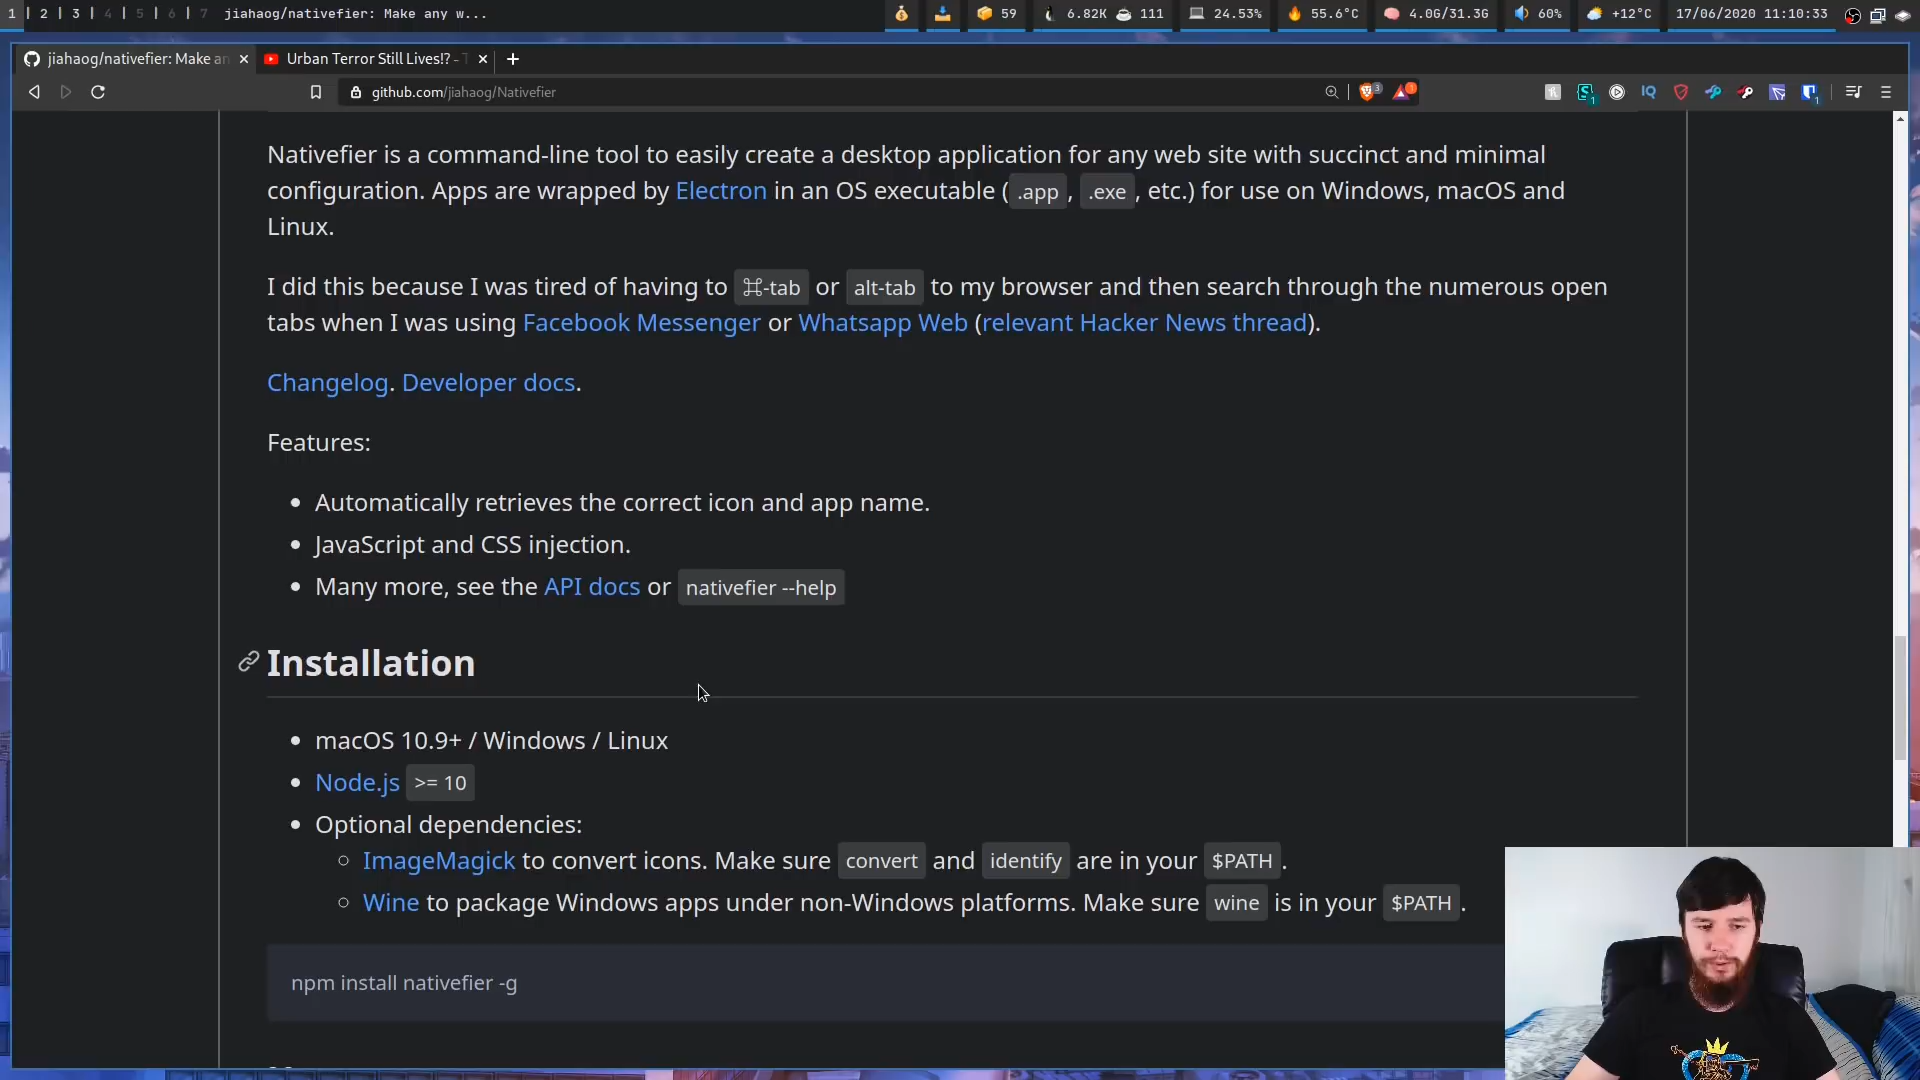 1 | 2 | 3 | 4 | 5 | 6 | 7 jiahaog/nativefier: Make any w... 59 6.82K 111 24.53% 55.6°C 4.0G/31.3G 60% +12°C 17/06/2020 11:10:33
jiahaog/nativefier: Make an Urban Terror Still Lives!? - T
github.com/jiahaog/Nativefier 3 1 1 IQ 1
Nativefier is a command-line tool to easily create a desktop application for any web site with succinct and minimal
configuration. Apps are wrapped by Electron in an OS executable ( .app , .exe , etc.) for use on Windows, macOS and
Linux.
I did this because I was tired of having to ⌘-tab or alt-tab to my browser and then search through the numerous open
tabs when I was using Facebook Messenger or Whatsapp Web (relevant Hacker News thread).
Changelog. Developer docs.
Features:
• Automatically retrieves the correct icon and app name.
• JavaScript and CSS injection.
• Many more, see the API docs or nativefier --help
Installation
• macOS 10.9+ / Windows / Linux
• Node.js >= 10
• Optional dependencies:
○ ImageMagick to convert icons. Make sure convert and identify are in your $PATH .
○ Wine to package Windows apps under non-Windows platforms. Make sure wine is in your $PATH .
npm install nativefier -g